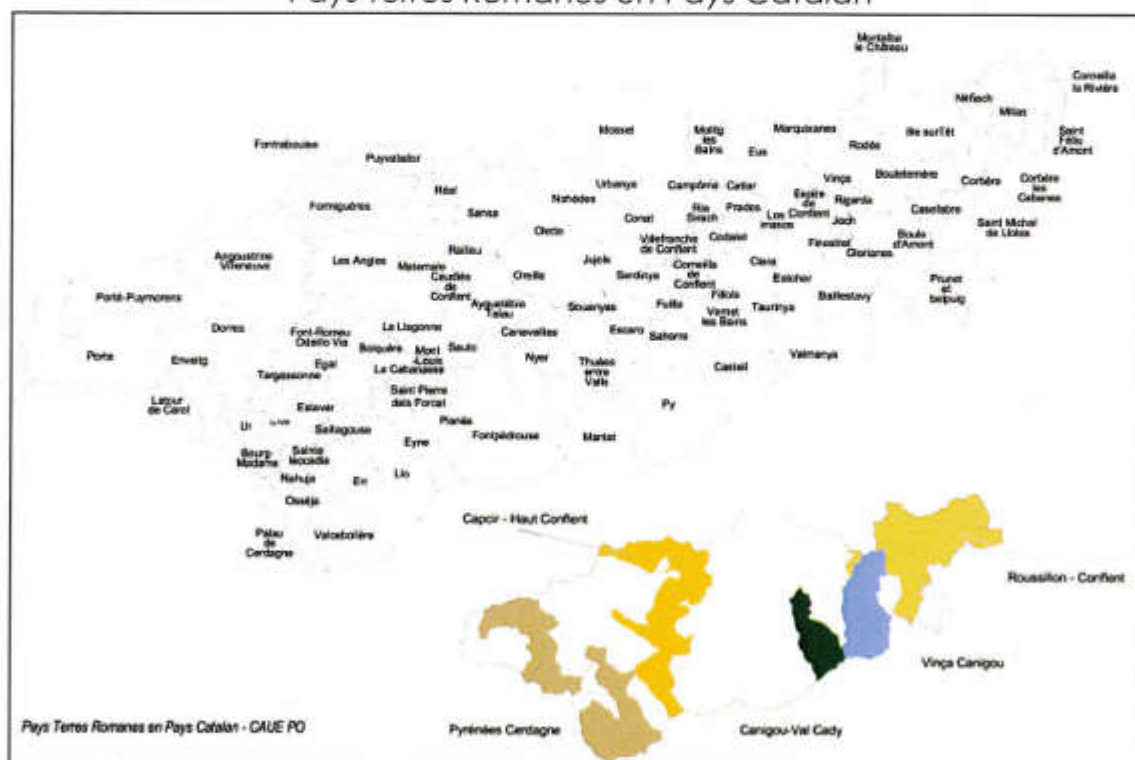 Pays Terres Romanes en Pays Catalan
Montalba
le Château
Corneilla
la Rivière
Néfiach
Millas
Mosset
Molitg
les
Bains
Marquixanes
Ille sur Têt
Saint
Féliu
d'Amont
Fontrabiouse
Puyvalador
Eus
Rodès
Réal
Urbanya
Campôme
Catllar
Vinça
Bouleternère
Corbère
Corbère
les
Cabanes
Formiguères
Sansa
Nohèdes
Conat
Ria
Sirach
Prades
Los
masos
Espira
de
Conflent
Rigarda
Joch
Casefabre
Saint Michel
de Llotes
Olette
Villefranche
de Conflent
Codalet
Finestret
Glorianes
Boule
d'Amont
Angoustrine
Villeneuve
Les Angles
Matemale
Railleu
Caudiès
de
Conflent
Oreilla
Jujols
Serdinya
Corneilla
de
Conflent
Clara
Estoher
Prunet
et
belpuig
Porté-Puymorens
Ayguatébia
Talau
Souanyas
Fuilla
Fillols
Vernet
les Bains
Taurinya
Baillestavy
Dorres
Font-Romeu
Odeillo Via
La Llagonne
Canaveilles
Escaro
Sahorre
Porta
Enveitg
Egat
Bolquère
Mont
-Louis
Sauto
Nyer
Thuès
entre
Valls
Casteil
Valmanya
Targassonne
La Cabanasse
Latour
de Carol
Estavar
Saint Pierre
dels Forcat
Py
Ur
Saillagouse
Planès
Eyne
Fontpédrouse
Mantet
Bourg-
Madame
Sainte
Léocadie
Nahuja
Err
Llo
Osséja
Palau
de
Cerdagne
Valcebollère
Capcir - Haut Conflent
Roussillon - Conflent
Vinça Canigou
Pyrénées Cerdagne
Canigou-Val Cady
Pays Terres Romanes en Pays Catalan - CAUE PO